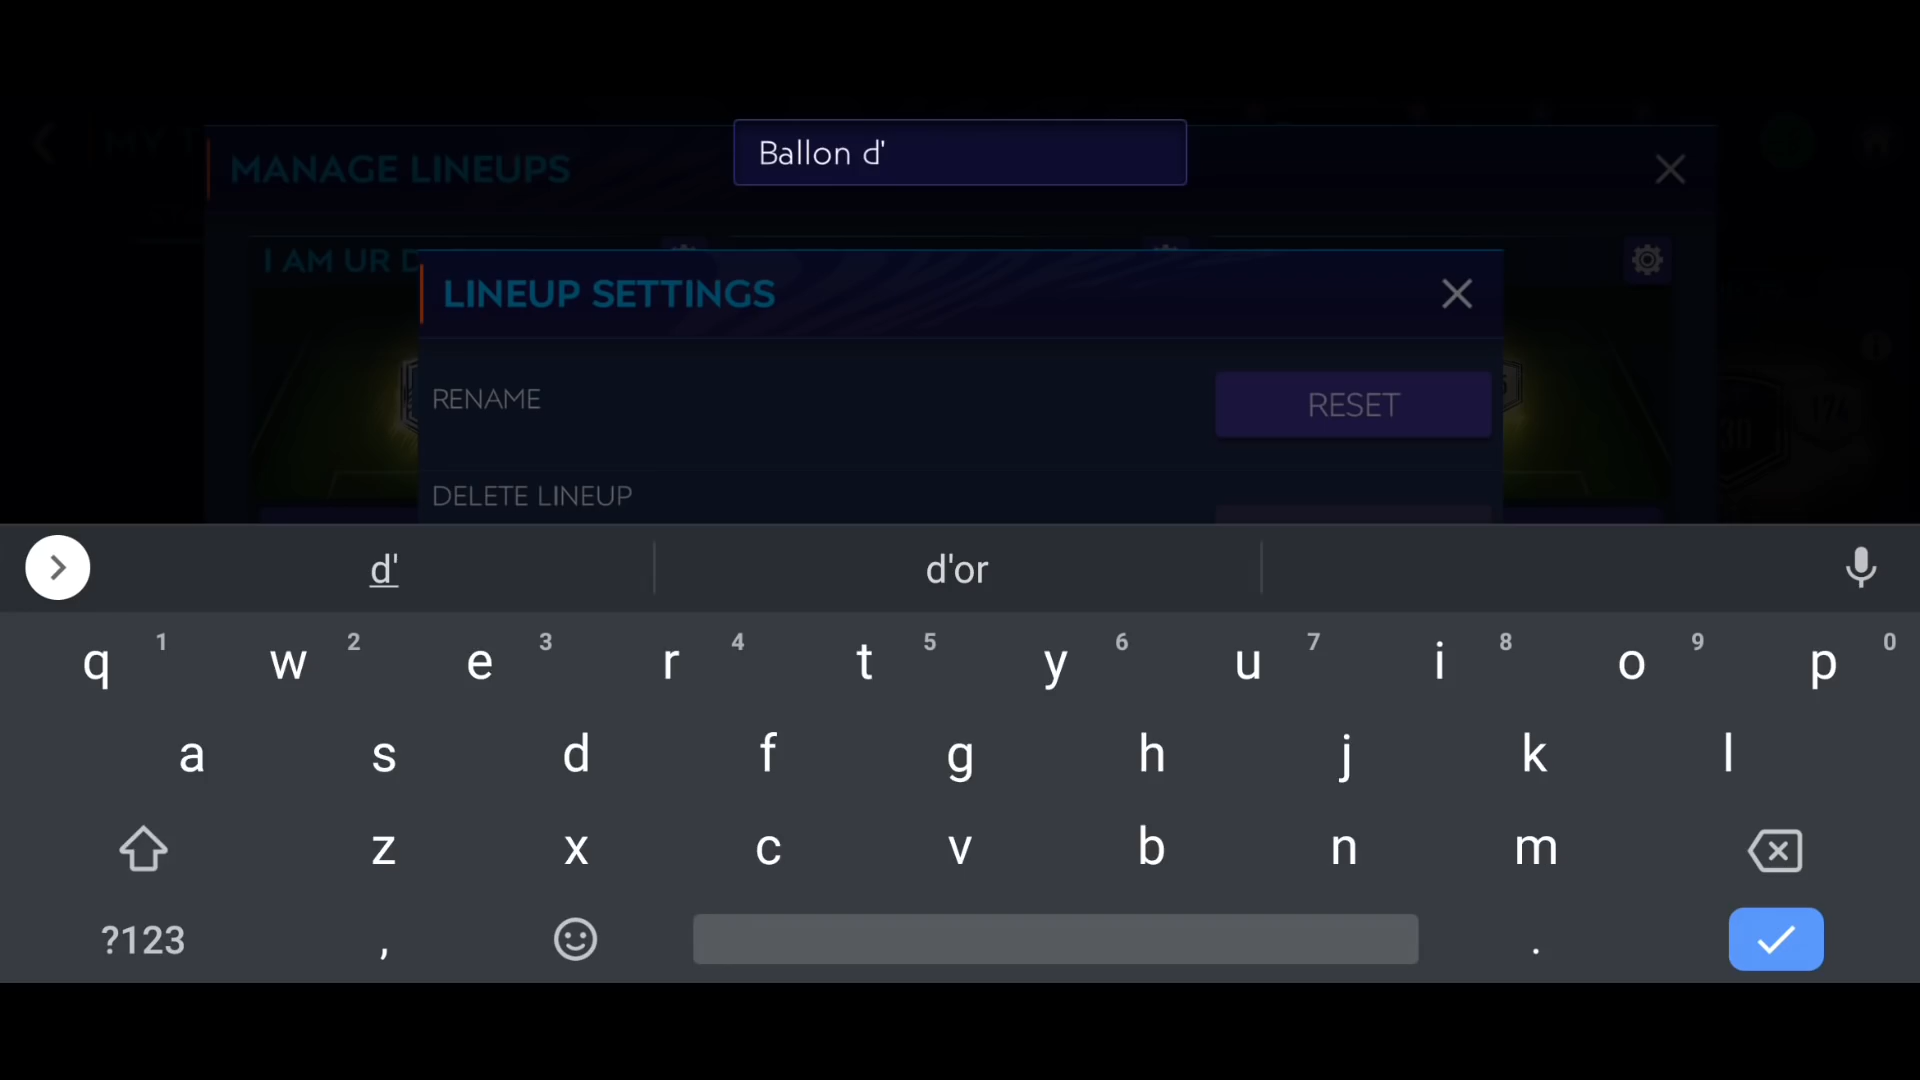 Ballon d'
MY T
MANAGE LINEUPS
I AM UR D
LINEUP SETTINGS
RENAME
RESET
DELETE LINEUP
d'
d'or
q 1 w 2 e 3 r 4 t 5 y 6 u 7 i 8 o 9 p 0
a s d f g h j k l
z x c v b n m
?123 , .